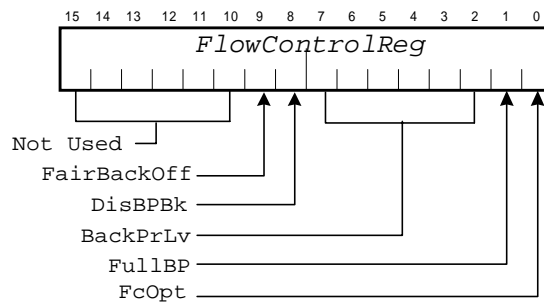 15 14 13 12 11 10 9 8 7 6 5 4 3 2 1 0
FlowControlReg
Not Used
FairBackOff
DisBPBk
BackPrLv
FullBP
FcOpt